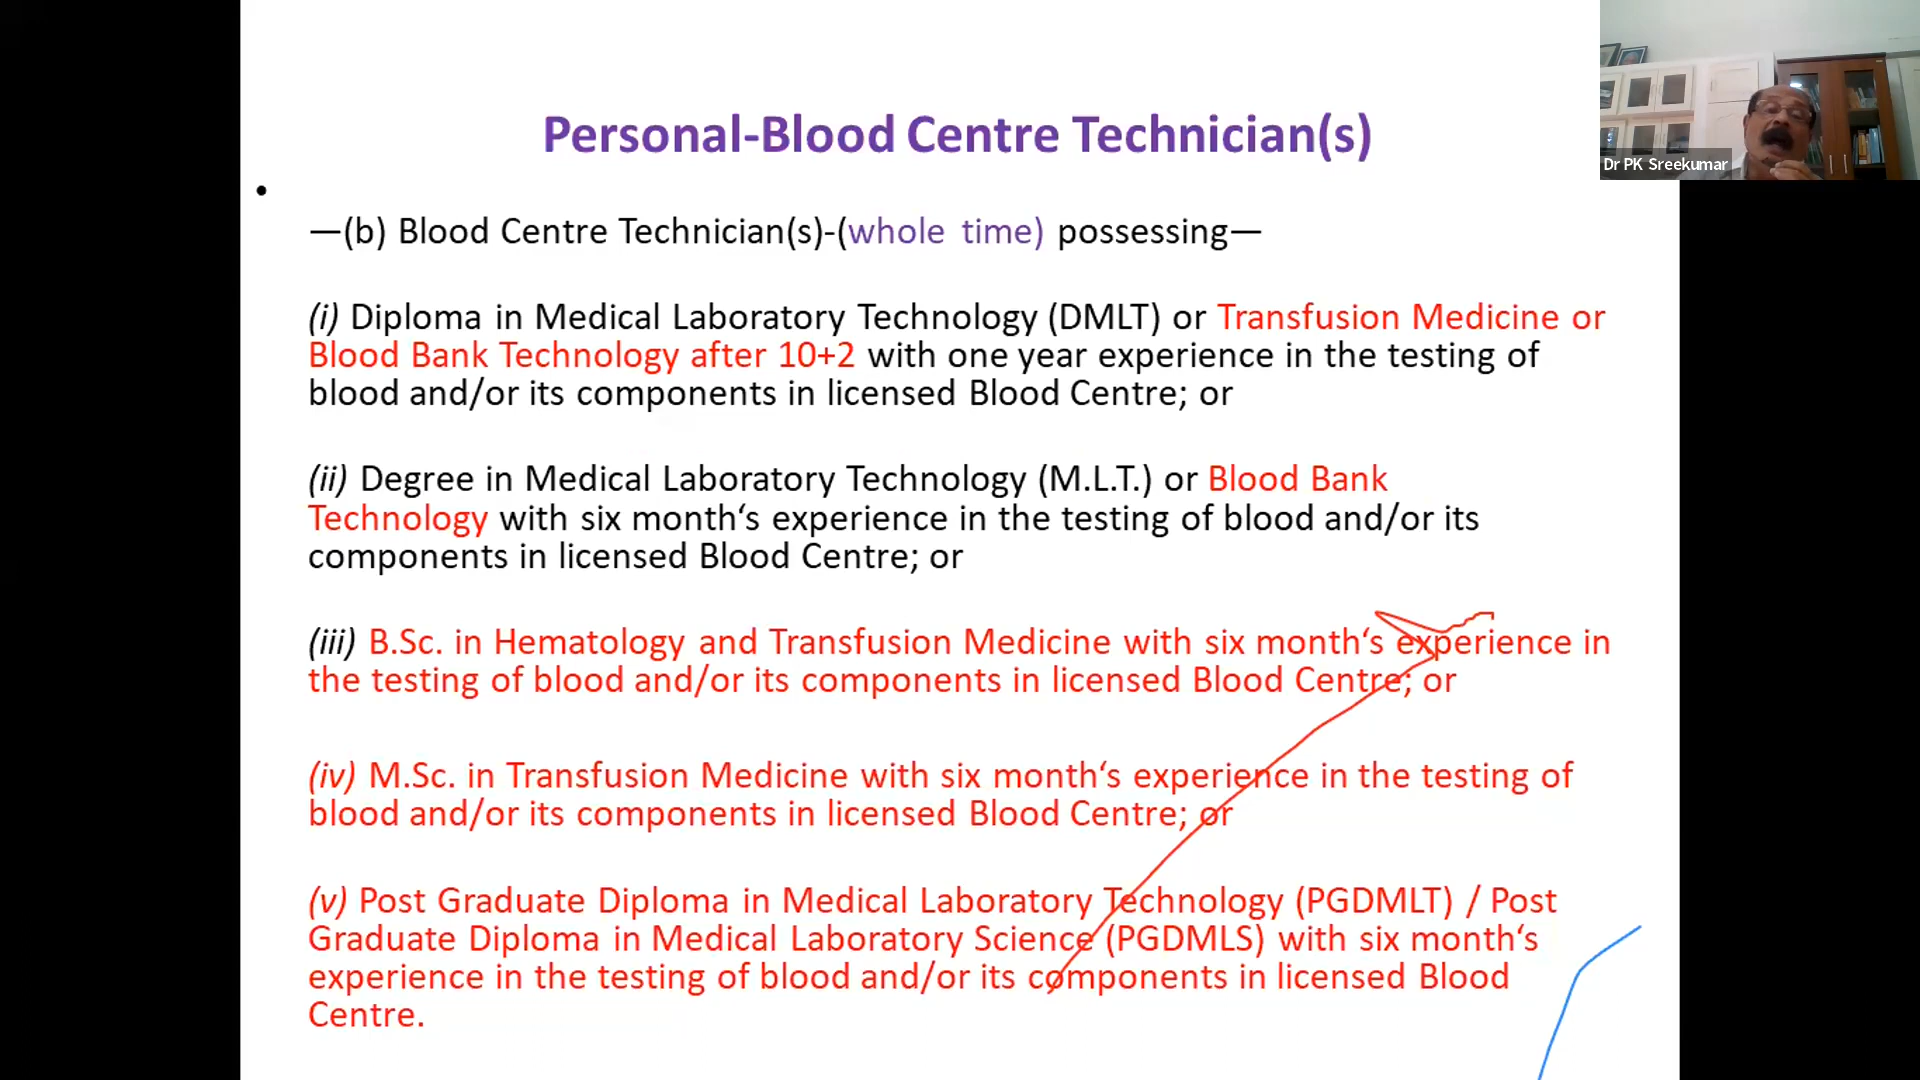 Personal-Blood Centre Technician(s)
Dr PK Sreekumar
•
—(b) Blood Centre Technician(s)-(whole time) possessing—
(i) Diploma in Medical Laboratory Technology (DMLT) or Transfusion Medicine or
Blood Bank Technology after 10+2 with one year experience in the testing of
blood and/or its components in licensed Blood Centre; or
(ii) Degree in Medical Laboratory Technology (M.L.T.) or Blood Bank
Technology with six month‘s experience in the testing of blood and/or its
components in licensed Blood Centre; or
(iii) B.Sc. in Hematology and Transfusion Medicine with six month‘s experience in
the testing of blood and/or its components in licensed Blood Centre; or
(iv) M.Sc. in Transfusion Medicine with six month‘s experience in the testing of
blood and/or its components in licensed Blood Centre; or
(v) Post Graduate Diploma in Medical Laboratory Technology (PGDMLT) / Post
Graduate Diploma in Medical Laboratory Science (PGDMLS) with six month‘s
experience in the testing of blood and/or its components in licensed Blood
Centre.